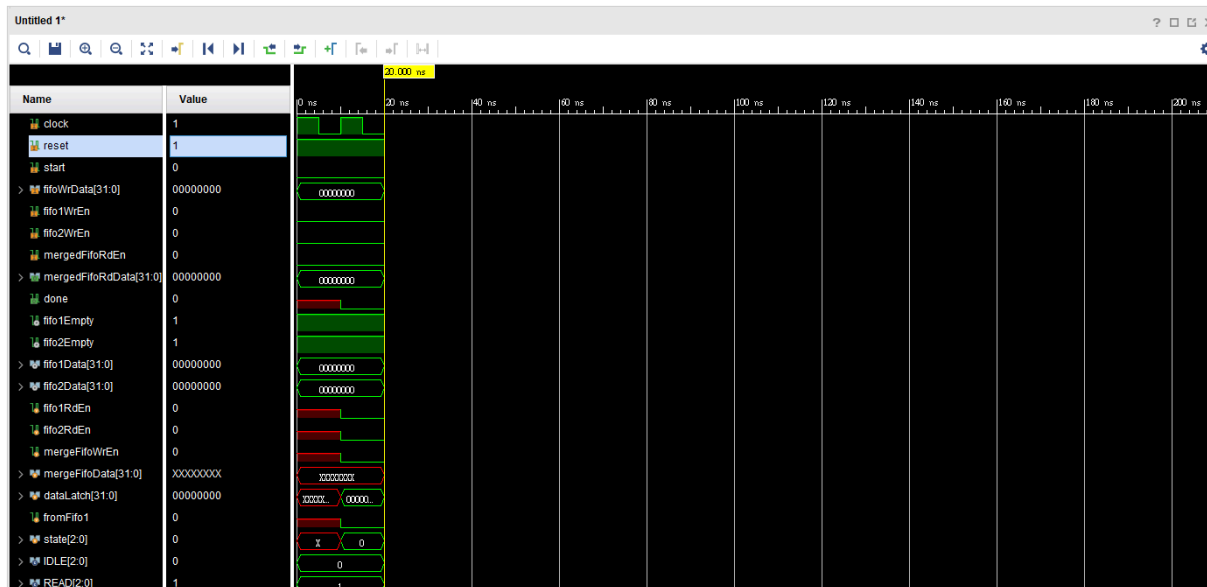 Untitled 1*
20.000 ns
Name Value
0 ns 20 ns 40 ns 60 ns 80 ns 100 ns 120 ns 140 ns 160 ns 180 ns 200 ns
clock 1
reset 1
start 0
fifoWrData[31:0] 00000000 00000000
fifo1WrEn 0
fifo2WrEn 0
mergedFifoRdEn 0
mergedFifoRdData[31:0] 00000000 00000000
done 0
fifo1Empty 1
fifo2Empty 1
fifo1Data[31:0] 00000000 00000000
fifo2Data[31:0] 00000000 00000000
fifo1RdEn 0
fifo2RdEn 0
mergeFifoWrEn 0
mergeFifoData[31:0] XXXXXXXX XXXXXXXX
dataLatch[31:0] 00000000 XXXXX... 00000...
fromFifo1 0
state[2:0] 0 X 0
IDLE[2:0] 0 0
READ[2:0] 1 1